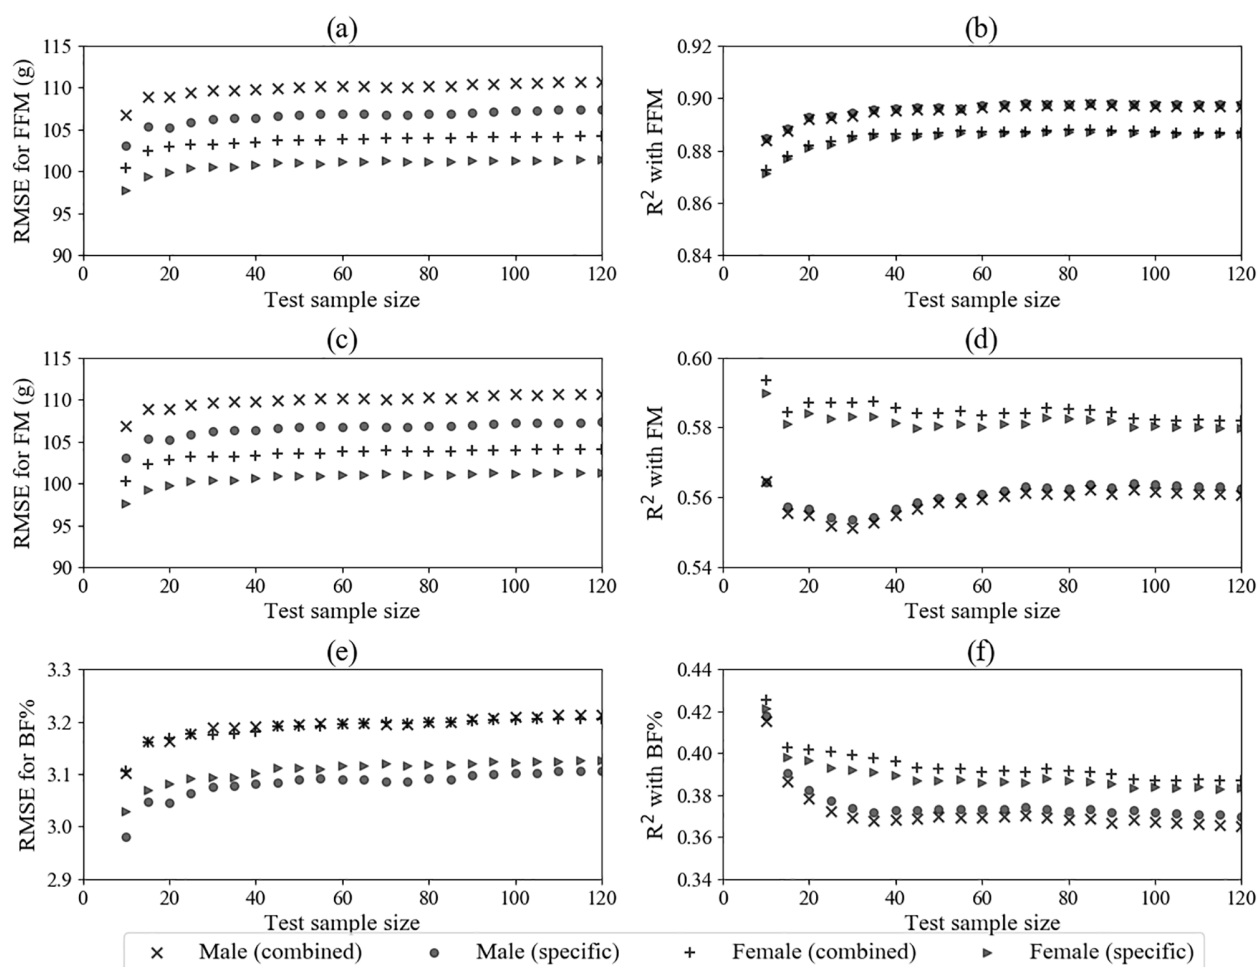 (a)
115
110
105
100
95
90
RMSE for FFM (g)
0 20 40 60 80 100 120
Test sample size
(b)
0.92
0.90
0.88
0.86
0.84
R² with FFM
0 20 40 60 80 100 120
Test sample size
(c)
115
110
105
100
95
90
RMSE for FM (g)
0 20 40 60 80 100 120
Test sample size
(d)
0.60
0.58
0.56
0.54
R² with FM
0 20 40 60 80 100 120
Test sample size
(e)
3.3
3.2
3.1
3.0
2.9
RMSE for BF%
0 20 40 60 80 100 120
Test sample size
(f)
0.44
0.42
0.40
0.38
0.36
0.34
R² with BF%
0 20 40 60 80 100 120
Test sample size
Male (combined) Male (specific) Female (combined) Female (specific)